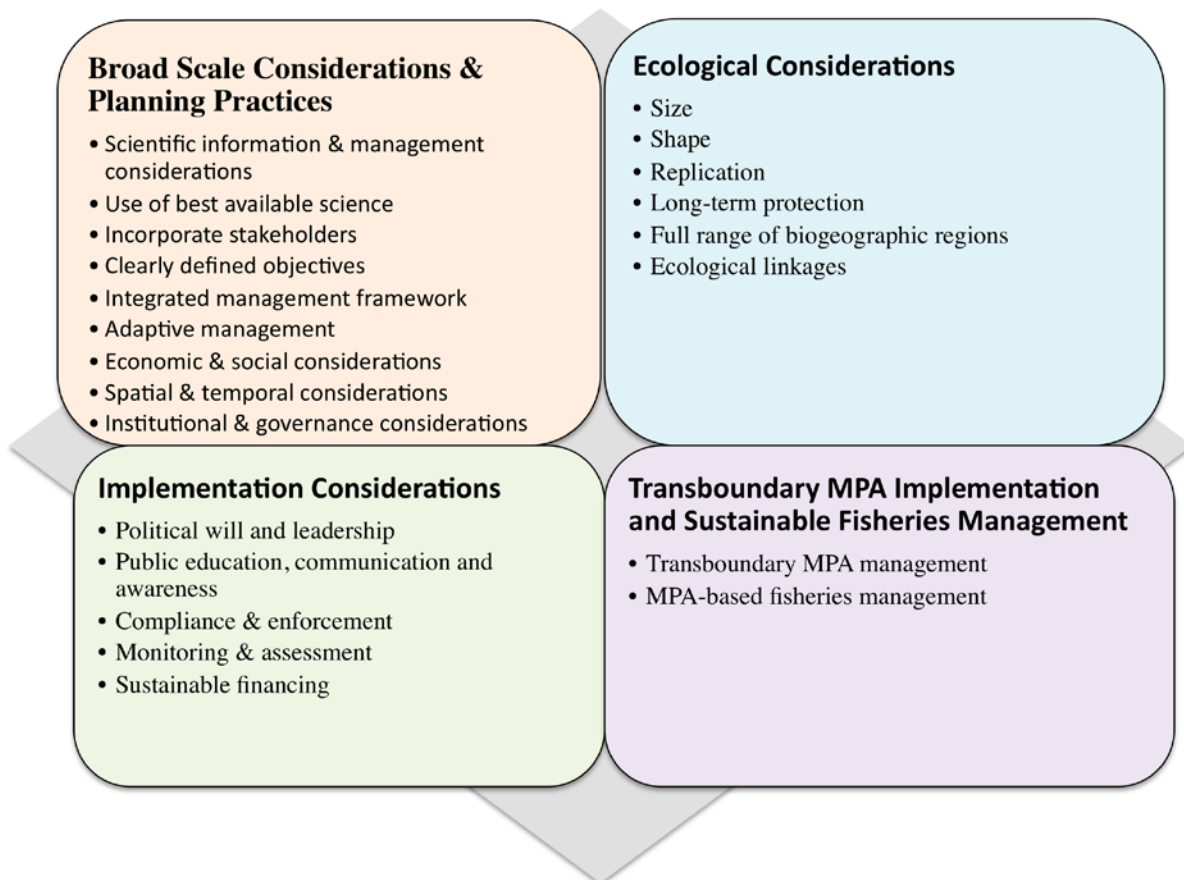 Broad Scale Considerations &
Planning Practices
• Scientific information & management
considerations
• Use of best available science
• Incorporate stakeholders
• Clearly defined objectives
• Integrated management framework
• Adaptive management
• Economic & social considerations
• Spatial & temporal considerations
• Institutional & governance considerations
Ecological Considerations
• Size
• Shape
• Replication
• Long-term protection
• Full range of biogeographic regions
• Ecological linkages
Implementation Considerations
• Political will and leadership
• Public education, communication and
awareness
• Compliance & enforcement
• Monitoring & assessment
• Sustainable financing
Transboundary MPA Implementation
and Sustainable Fisheries Management
• Transboundary MPA management
• MPA-based fisheries management